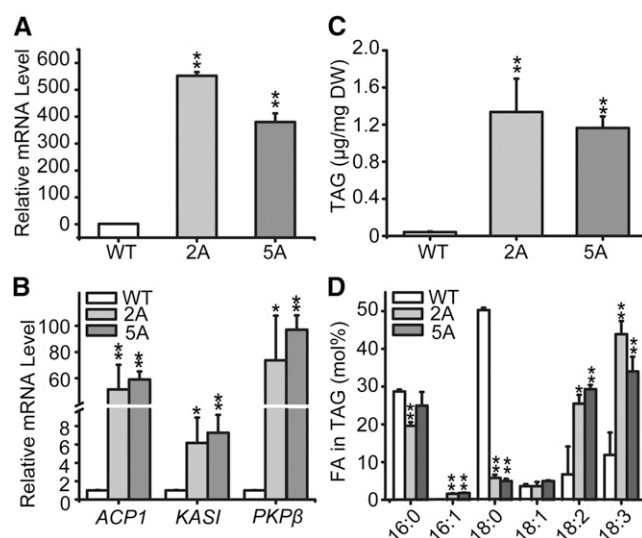 A
Relative mRNA Level
600
500
400
300
200
100
0
**
**
WT 2A 5A
C
TAG (µg/mg DW)
2.0
1.6
1.2
0.8
0.4
0
**
**
WT 2A 5A
B
WT
2A
5A
Relative mRNA Level
100
80
60
8
6
4
2
0
**
**
*
**
*
**
ACP1 KASI PKPβ
D
WT
2A
5A
FA in TAG (mol%)
50
40
30
20
10
0
**
**
**
**
**
*
**
**
**
16:0 16:1 18:0 18:1 18:2 18:3